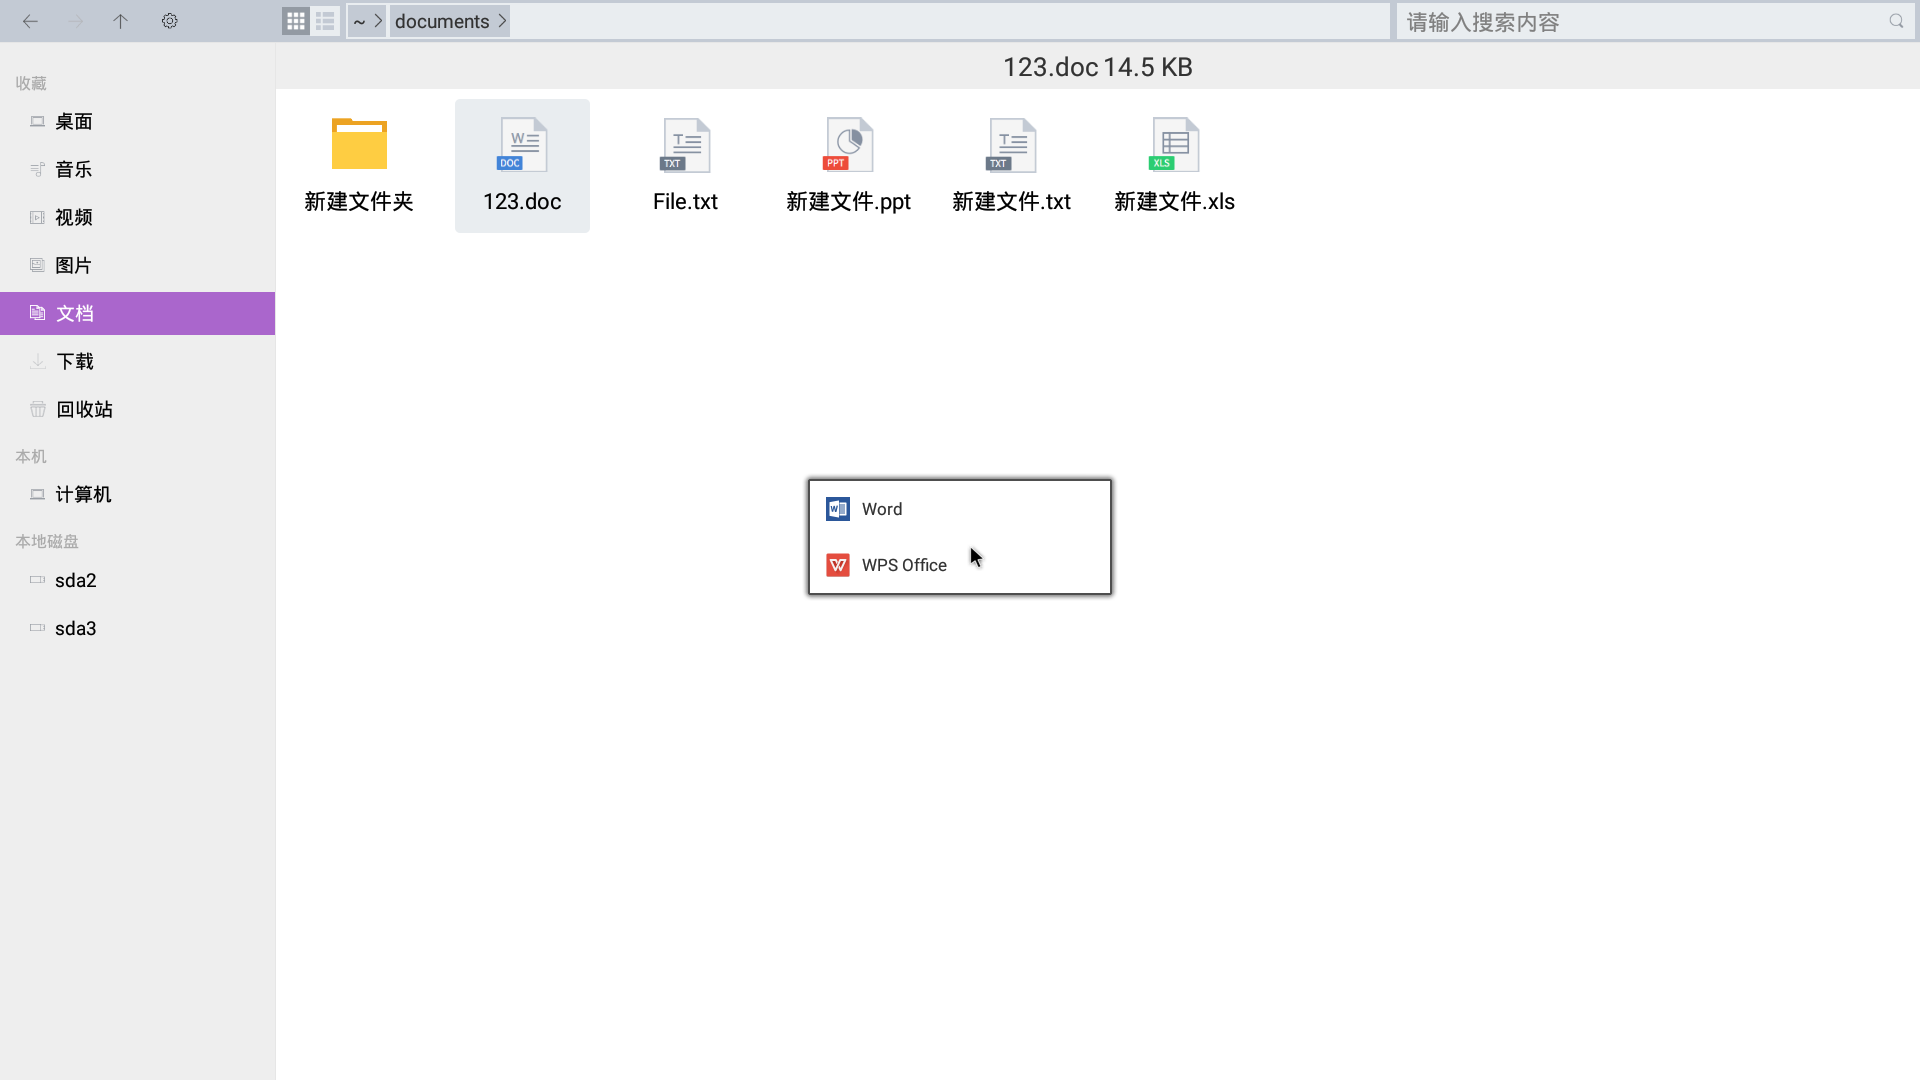 ~
documents
请输入搜索内容
123.doc 14.5 KB
收藏
桌面
音乐
视频
图片
文档
下载
回收站
本机
计算机
本地磁盘
sda2
sda3
W
DOC
T
TXT
PPT
T
TXT
XLS
新建文件夹
123.doc
File.txt
新建文件.ppt
新建文件.txt
新建文件.xls
W
Word
W
WPS Office